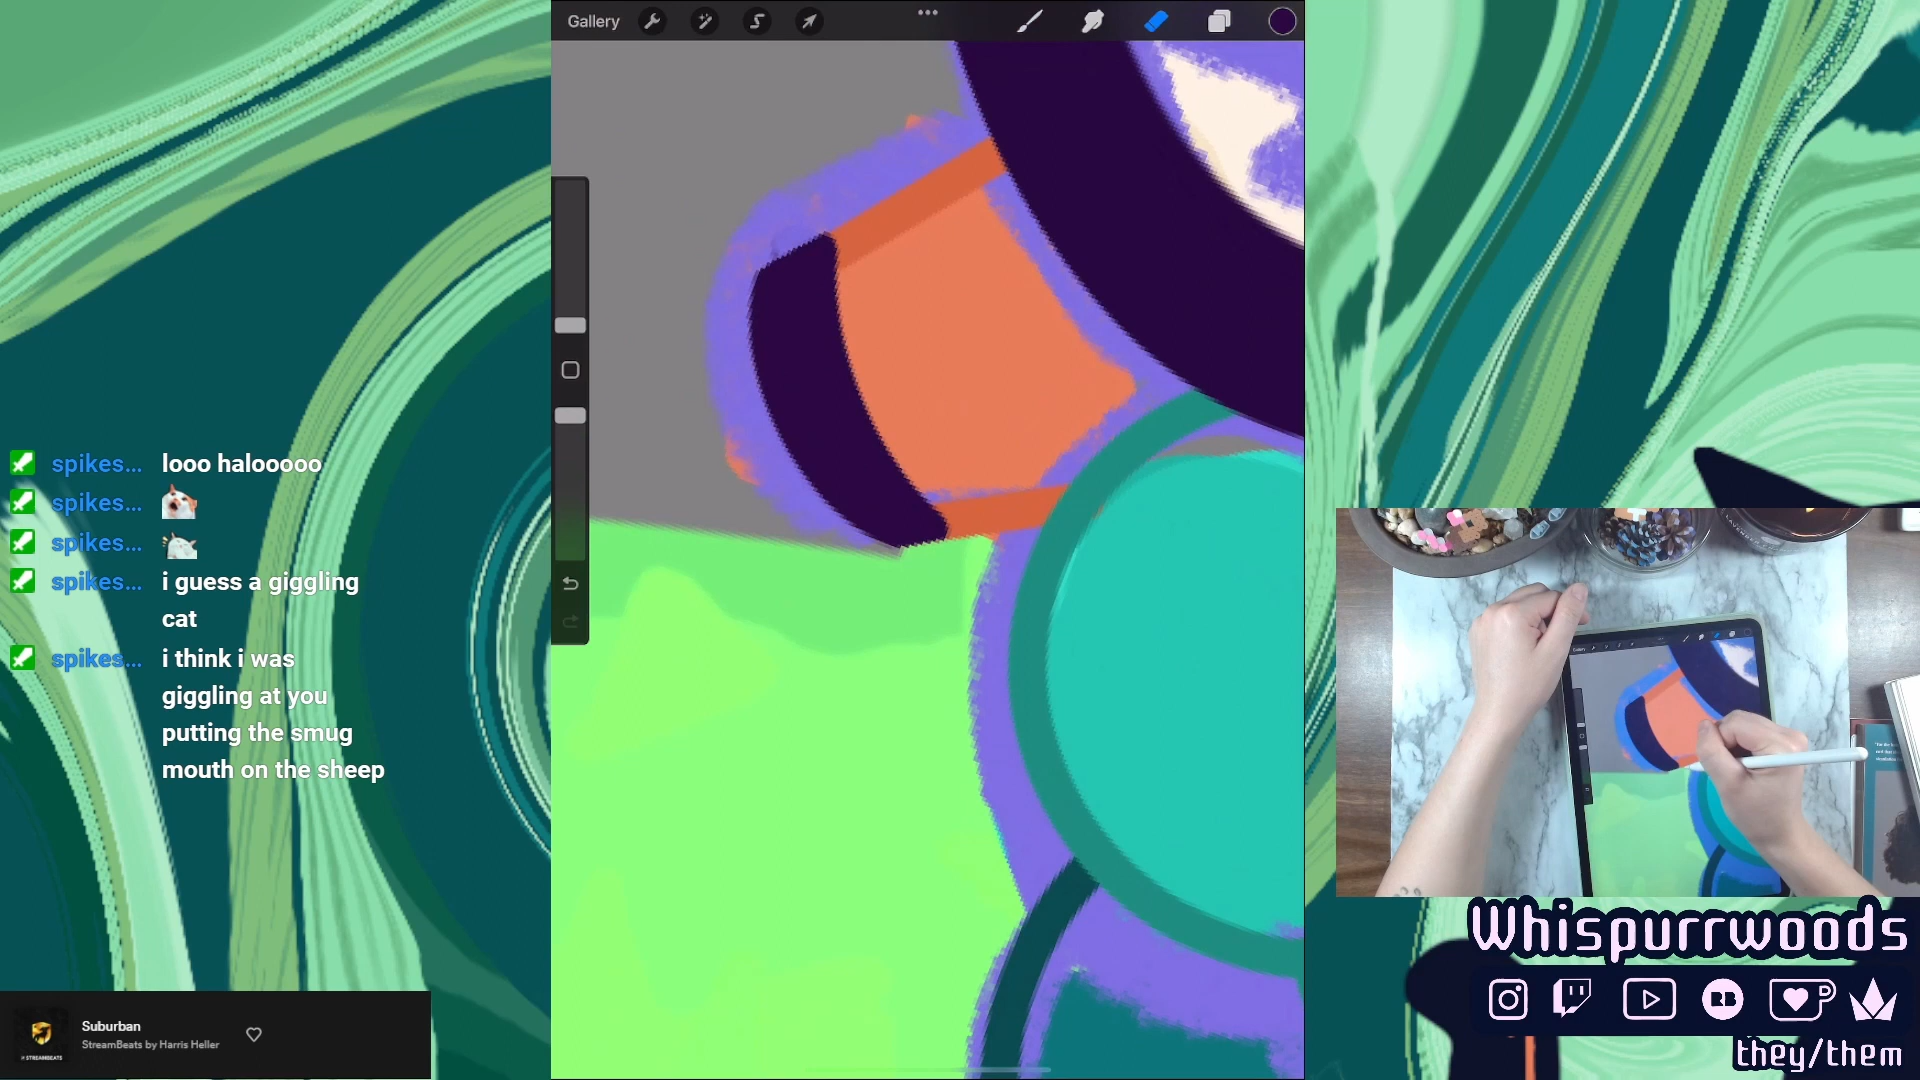 Gallery
spikes... looo halooooo
spikes...
spikes...
spikes... i guess a giggling
cat
spikes... i think i was
giggling at you
putting the smug
mouth on the sheep
Suburban
StreamBeats by Harris Heller
STREAMBEATS
Whispurrwoods
they/them